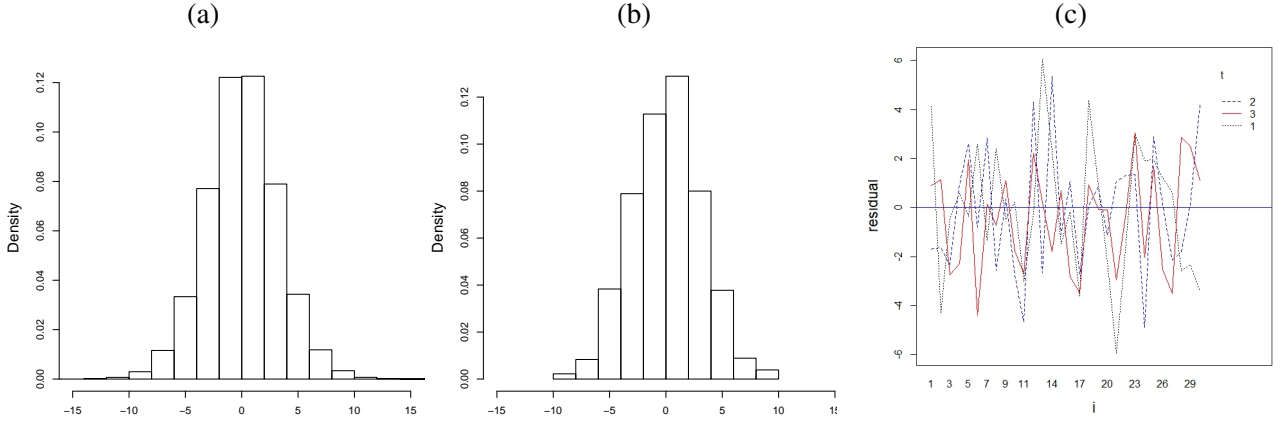 (a)
Density
0.00 0.02 0.04 0.06 0.08 0.10 0.12
−15 −10 −5 0 5 10 15
(b)
Density
0.00 0.02 0.04 0.06 0.08 0.10 0.12
−15 −10 −5 0 5 10 15
(c)
residual
-6 -4 -2 0 2 4 6
1 3 5 7 9 11 14 17 20 23 26 29
i
t
2
3
1